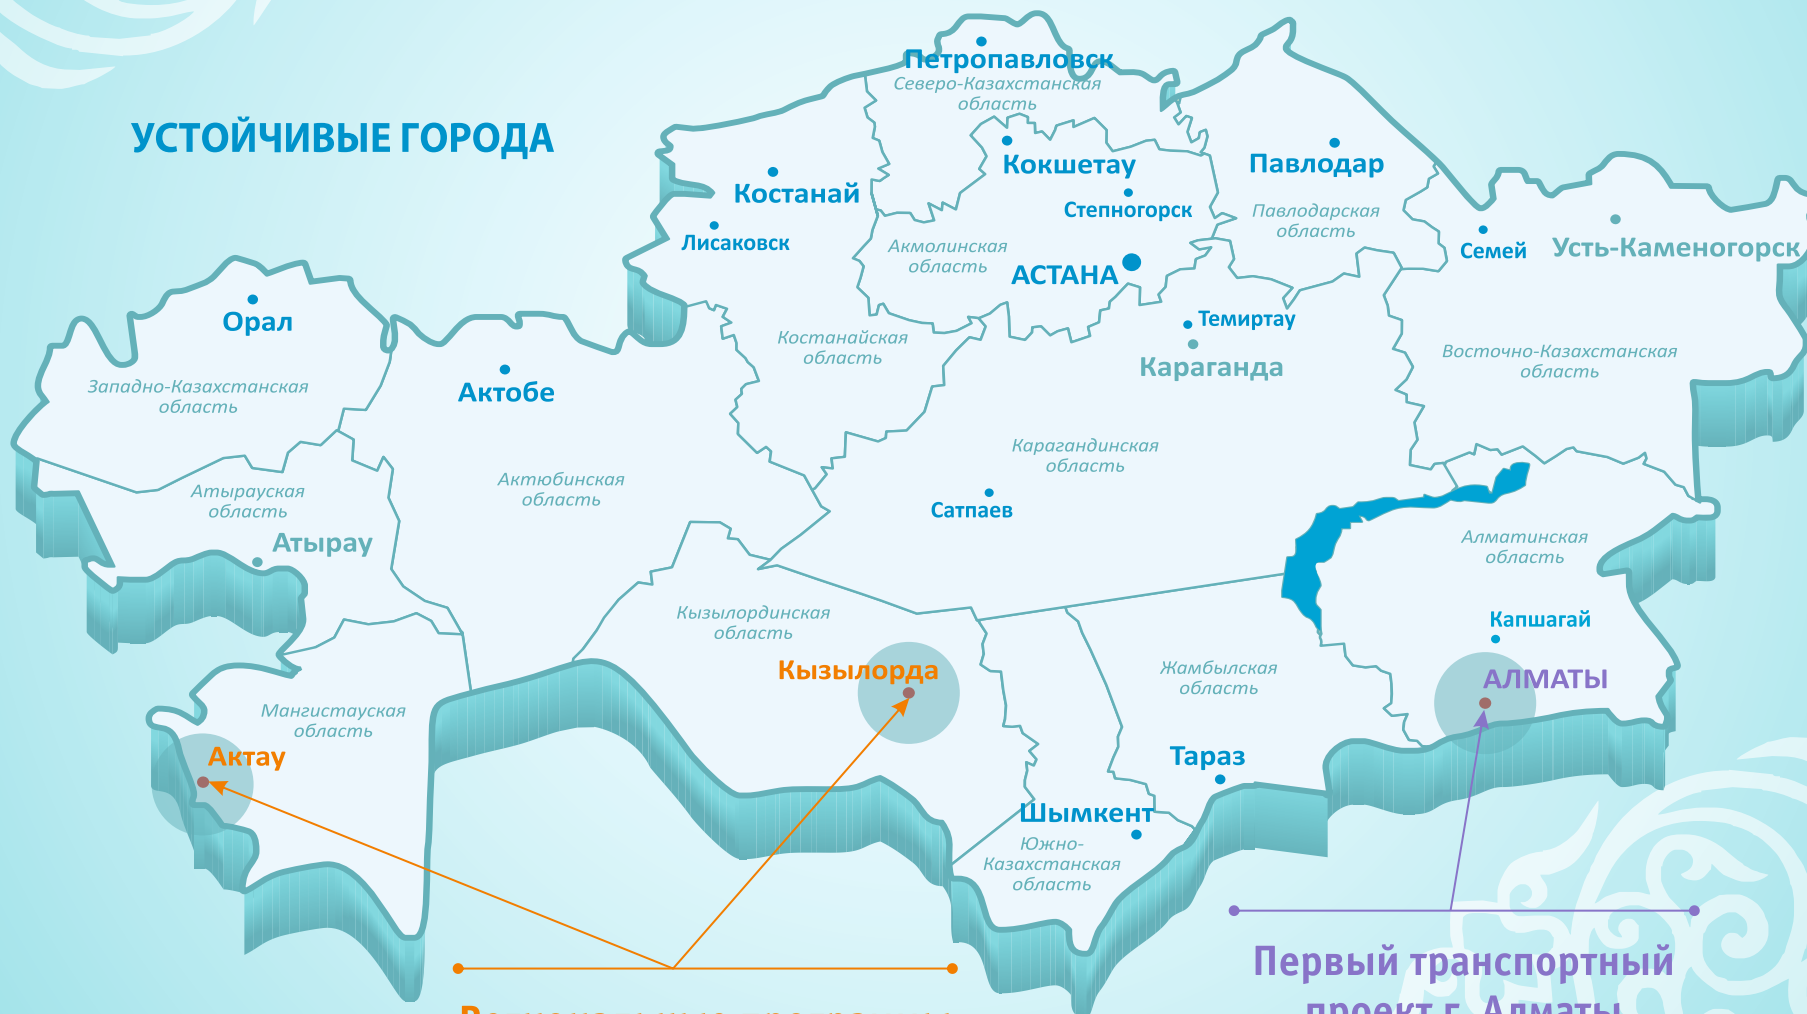 Петропавловск
Северо-Казахстанская
область
УСТОЙЧИВЫЕ ГОРОДА
Кокшетау
Павлодар
Костанай
Степногорск
Павлодарская
область
Лисаковск
Акмолинская
область
АСТАНА
Семей
Усть-Каменогорск
Орал
Темиртау
Костанайская
область
Караганда
Восточно-Казахстанская
область
Западно-Казахстанская
область
Актобе
Карагандинская
область
Актюбинская
область
Атырауская
область
Сатпаев
Атырау
Алматинская
область
Кызылординская
область
Капшагай
Кызылорда
Жамбылская
область
АЛМАТЫ
Мангистауская
область
Актау
Тараз
Шымкент
Южно-
Казахстанская
область
Первый транспортный
проект г. Алматы